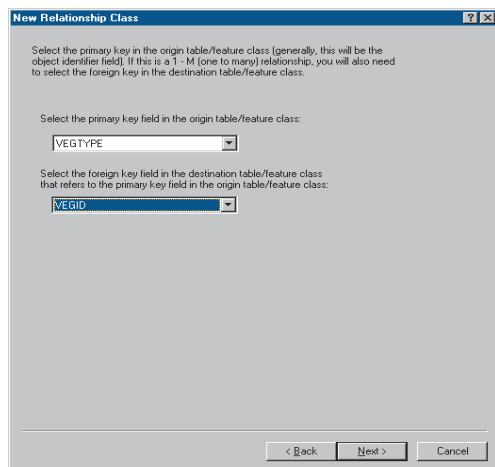 New Relationship Class
Select the primary key in the origin table/feature class (generally, this will be the
object identifier field). If this is a 1 - M (one to many) relationship, you will also need
to select the foreign key in the destination table/feature class.
Select the primary key field in the origin table/feature class:
VEGTYPE
Select the foreign key field in the destination table/feature class
that refers to the primary key field in the origin table/feature class:
VEGID
< Back
Next >
Cancel